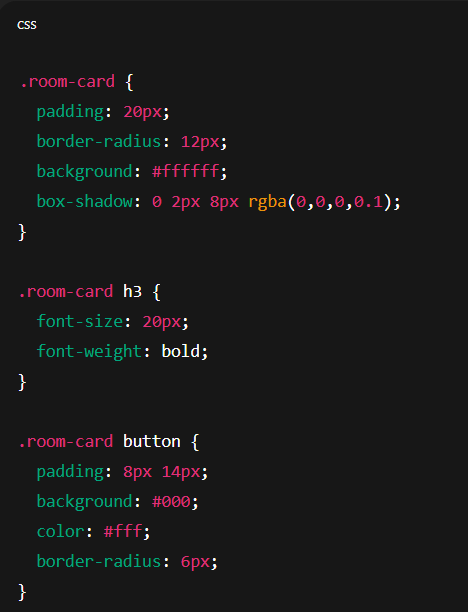 css
.room-card {
  padding: 20px;
  border-radius: 12px;
  background: #ffffff;
  box-shadow: 0 2px 8px rgba(0,0,0,0.1);
}
.room-card h3 {
  font-size: 20px;
  font-weight: bold;
}
.room-card button {
  padding: 8px 14px;
  background: #000;
  color: #fff;
  border-radius: 6px;
}